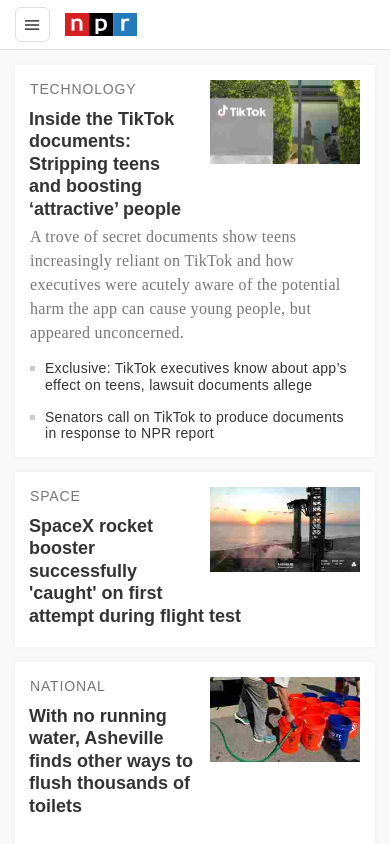 npr
TECHNOLOGY
Inside the TikTok
documents:
Stripping teens
and boosting
‘attractive’ people
TikTok
A trove of secret documents show teens
increasingly reliant on TikTok and how
executives were acutely aware of the potential
harm the app can cause young people, but
appeared unconcerned.
Exclusive: TikTok executives know about app’s
effect on teens, lawsuit documents allege
Senators call on TikTok to produce documents
in response to NPR report
SPACE
SpaceX rocket
booster
successfully
'caught' on first
attempt during flight test
NATIONAL
With no running
water, Asheville
finds other ways to
flush thousands of
toilets